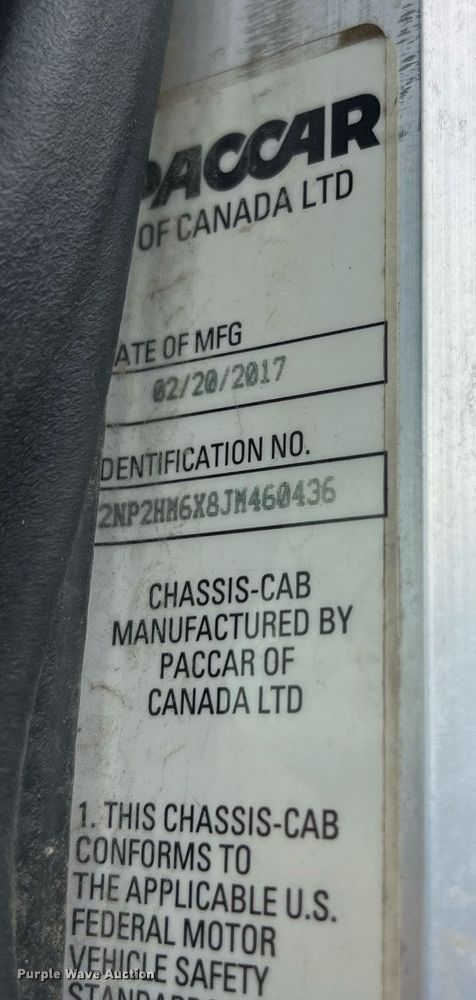 PACCAR
OF CANADA LTD
ATE OF MFG
02/20/2017
DENTIFICATION NO.
2NP2HM6X8JM460436
CHASSIS-CAB
MANUFACTURED BY
PACCAR OF
CANADA LTD
1. THIS CHASSIS-CAB
CONFORMS TO
THE APPLICABLE U.S.
FEDERAL MOTOR
VEHICLE SAFETY
STANDARD
Purple Wave Auction